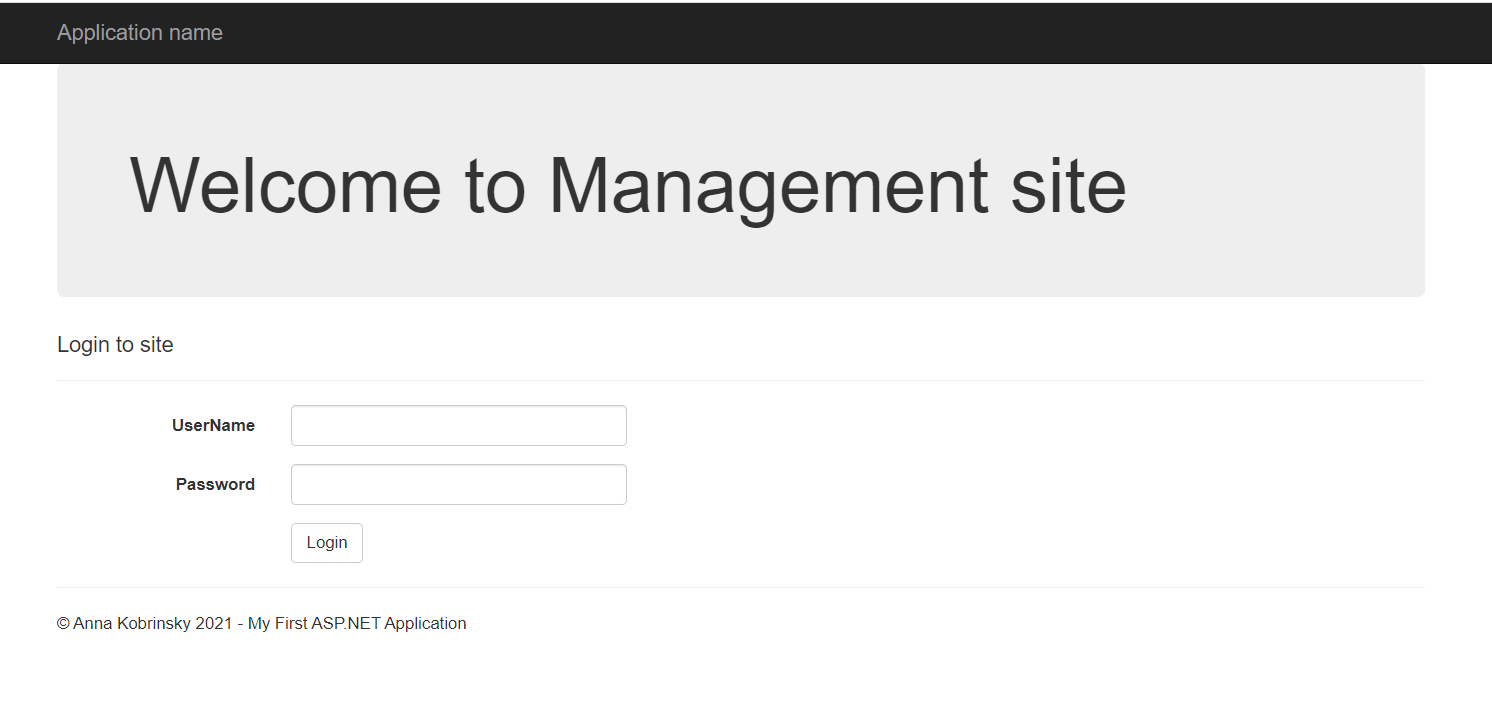 Application name
Welcome to Management site
Login to site
UserName
Password
Login
© Anna Kobrinsky 2021 - My First ASP.NET Application